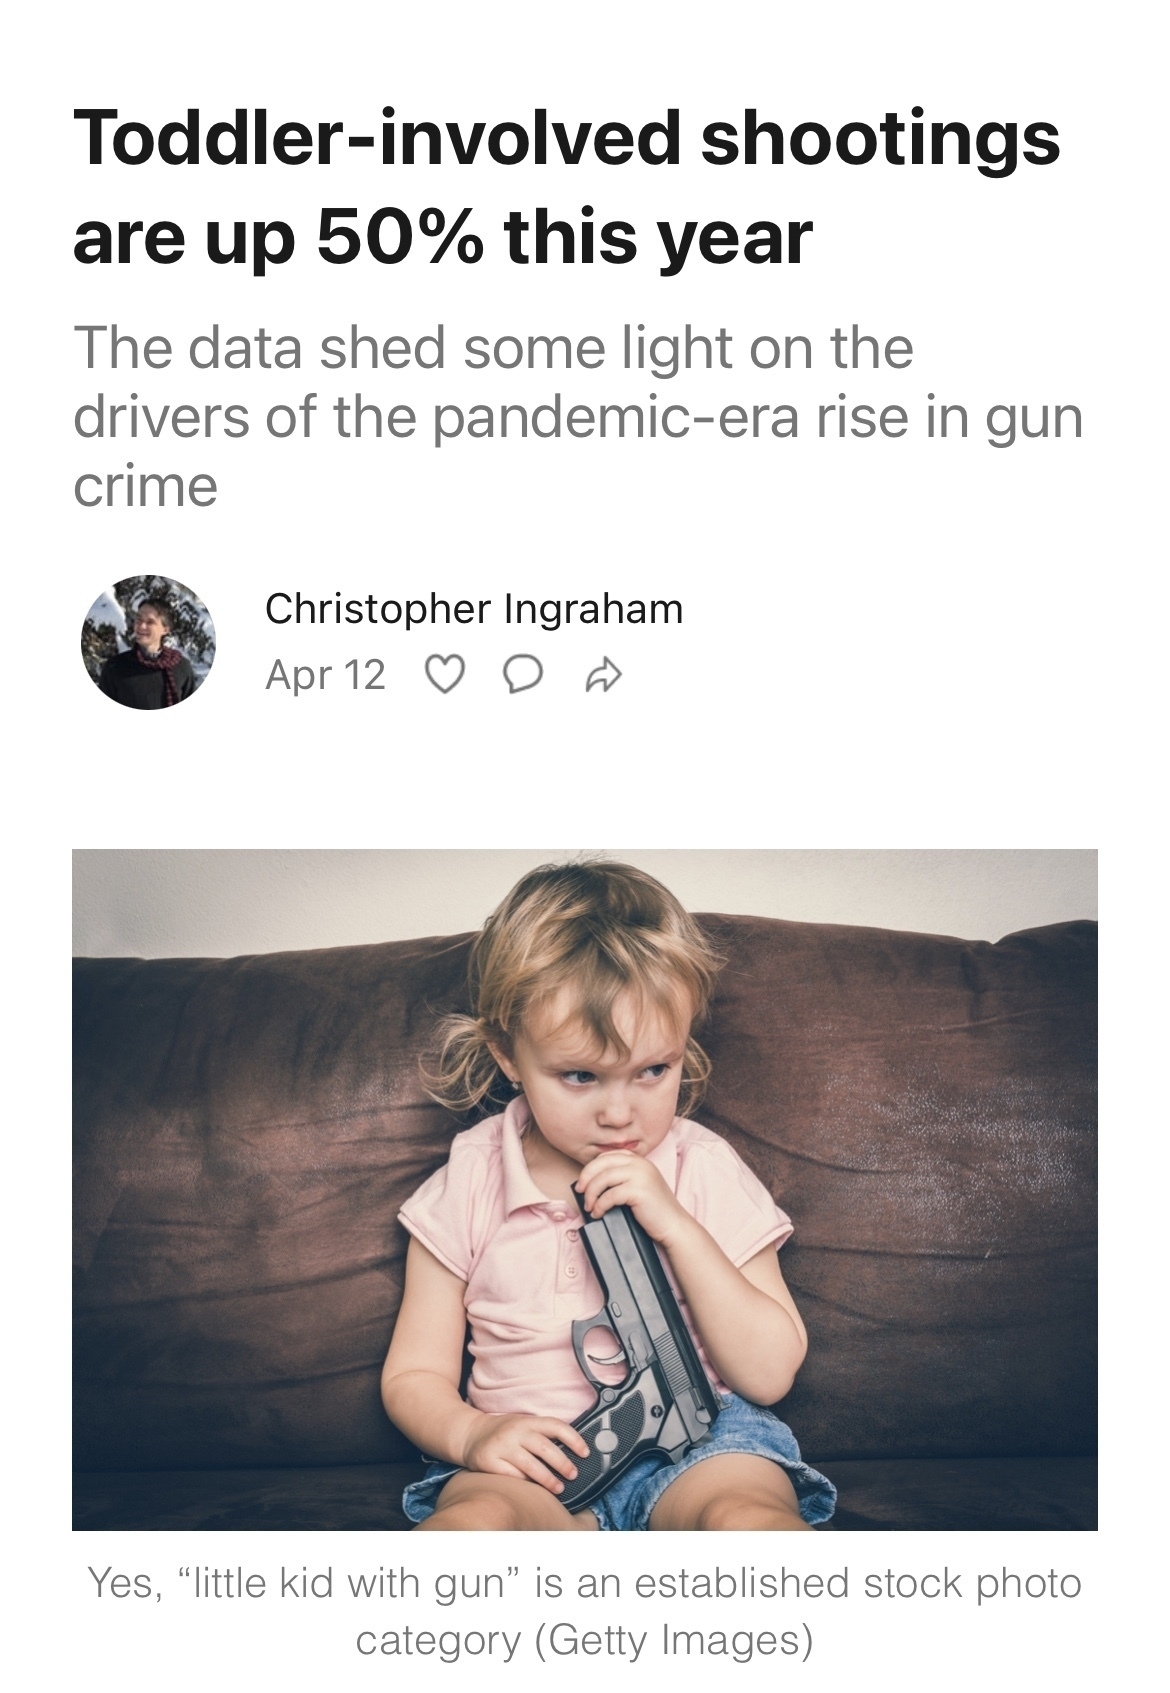 Toddler-involved shootings
are up 50% this year
The data shed some light on the
drivers of the pandemic-era rise in gun
crime
Christopher Ingraham
Apr 12
Yes, “little kid with gun” is an established stock photo
category (Getty Images)